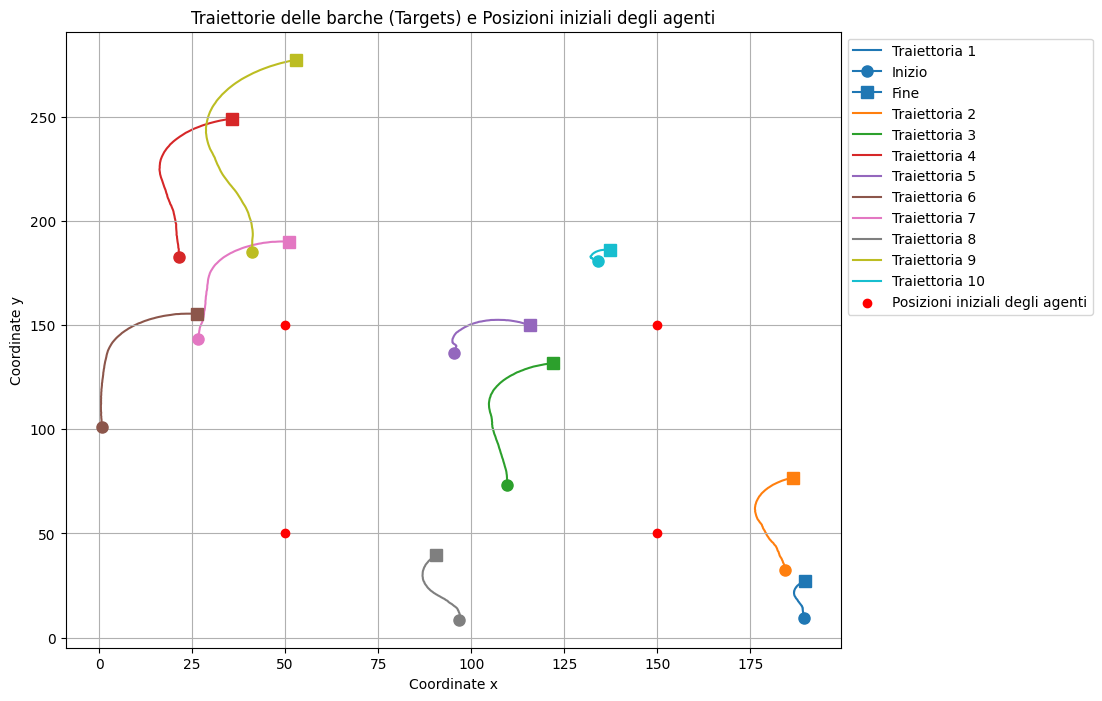 Traiettorie delle barche (Targets) e Posizioni iniziali degli agenti
Traiettoria 1
Inizio
Fine
Traiettoria 2
Traiettoria 3
Traiettoria 4
Traiettoria 5
Traiettoria 6
Traiettoria 7
Traiettoria 8
Traiettoria 9
Traiettoria 10
Posizioni iniziali degli agenti
Coordinate y
250
200
150
100
50
0
0 25 50 75 100 125 150 175
Coordinate x